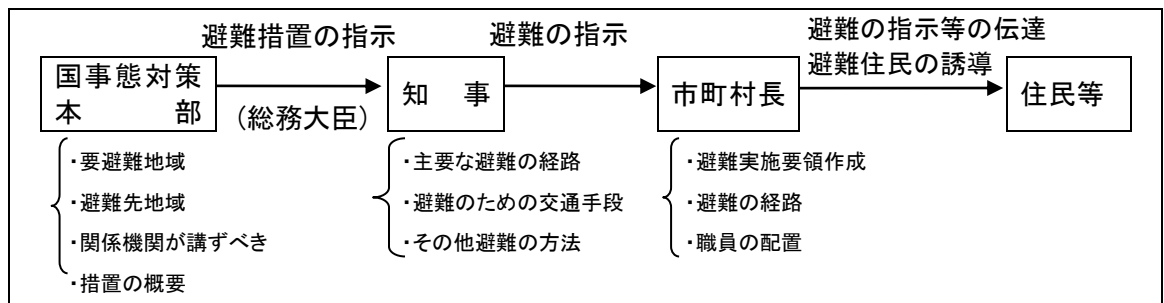 避難措置の指示
避難の指示
避難の指示等の伝達
避難住民の誘導
国事態対策
本　　　部
(総務大臣)
知　事
市町村長
住民等
・要避難地域
・避難先地域
・関係機関が講ずべき
・措置の概要
・主要な避難の経路
・避難のための交通手段
・その他避難の方法
・避難実施要領作成
・避難の経路
・職員の配置